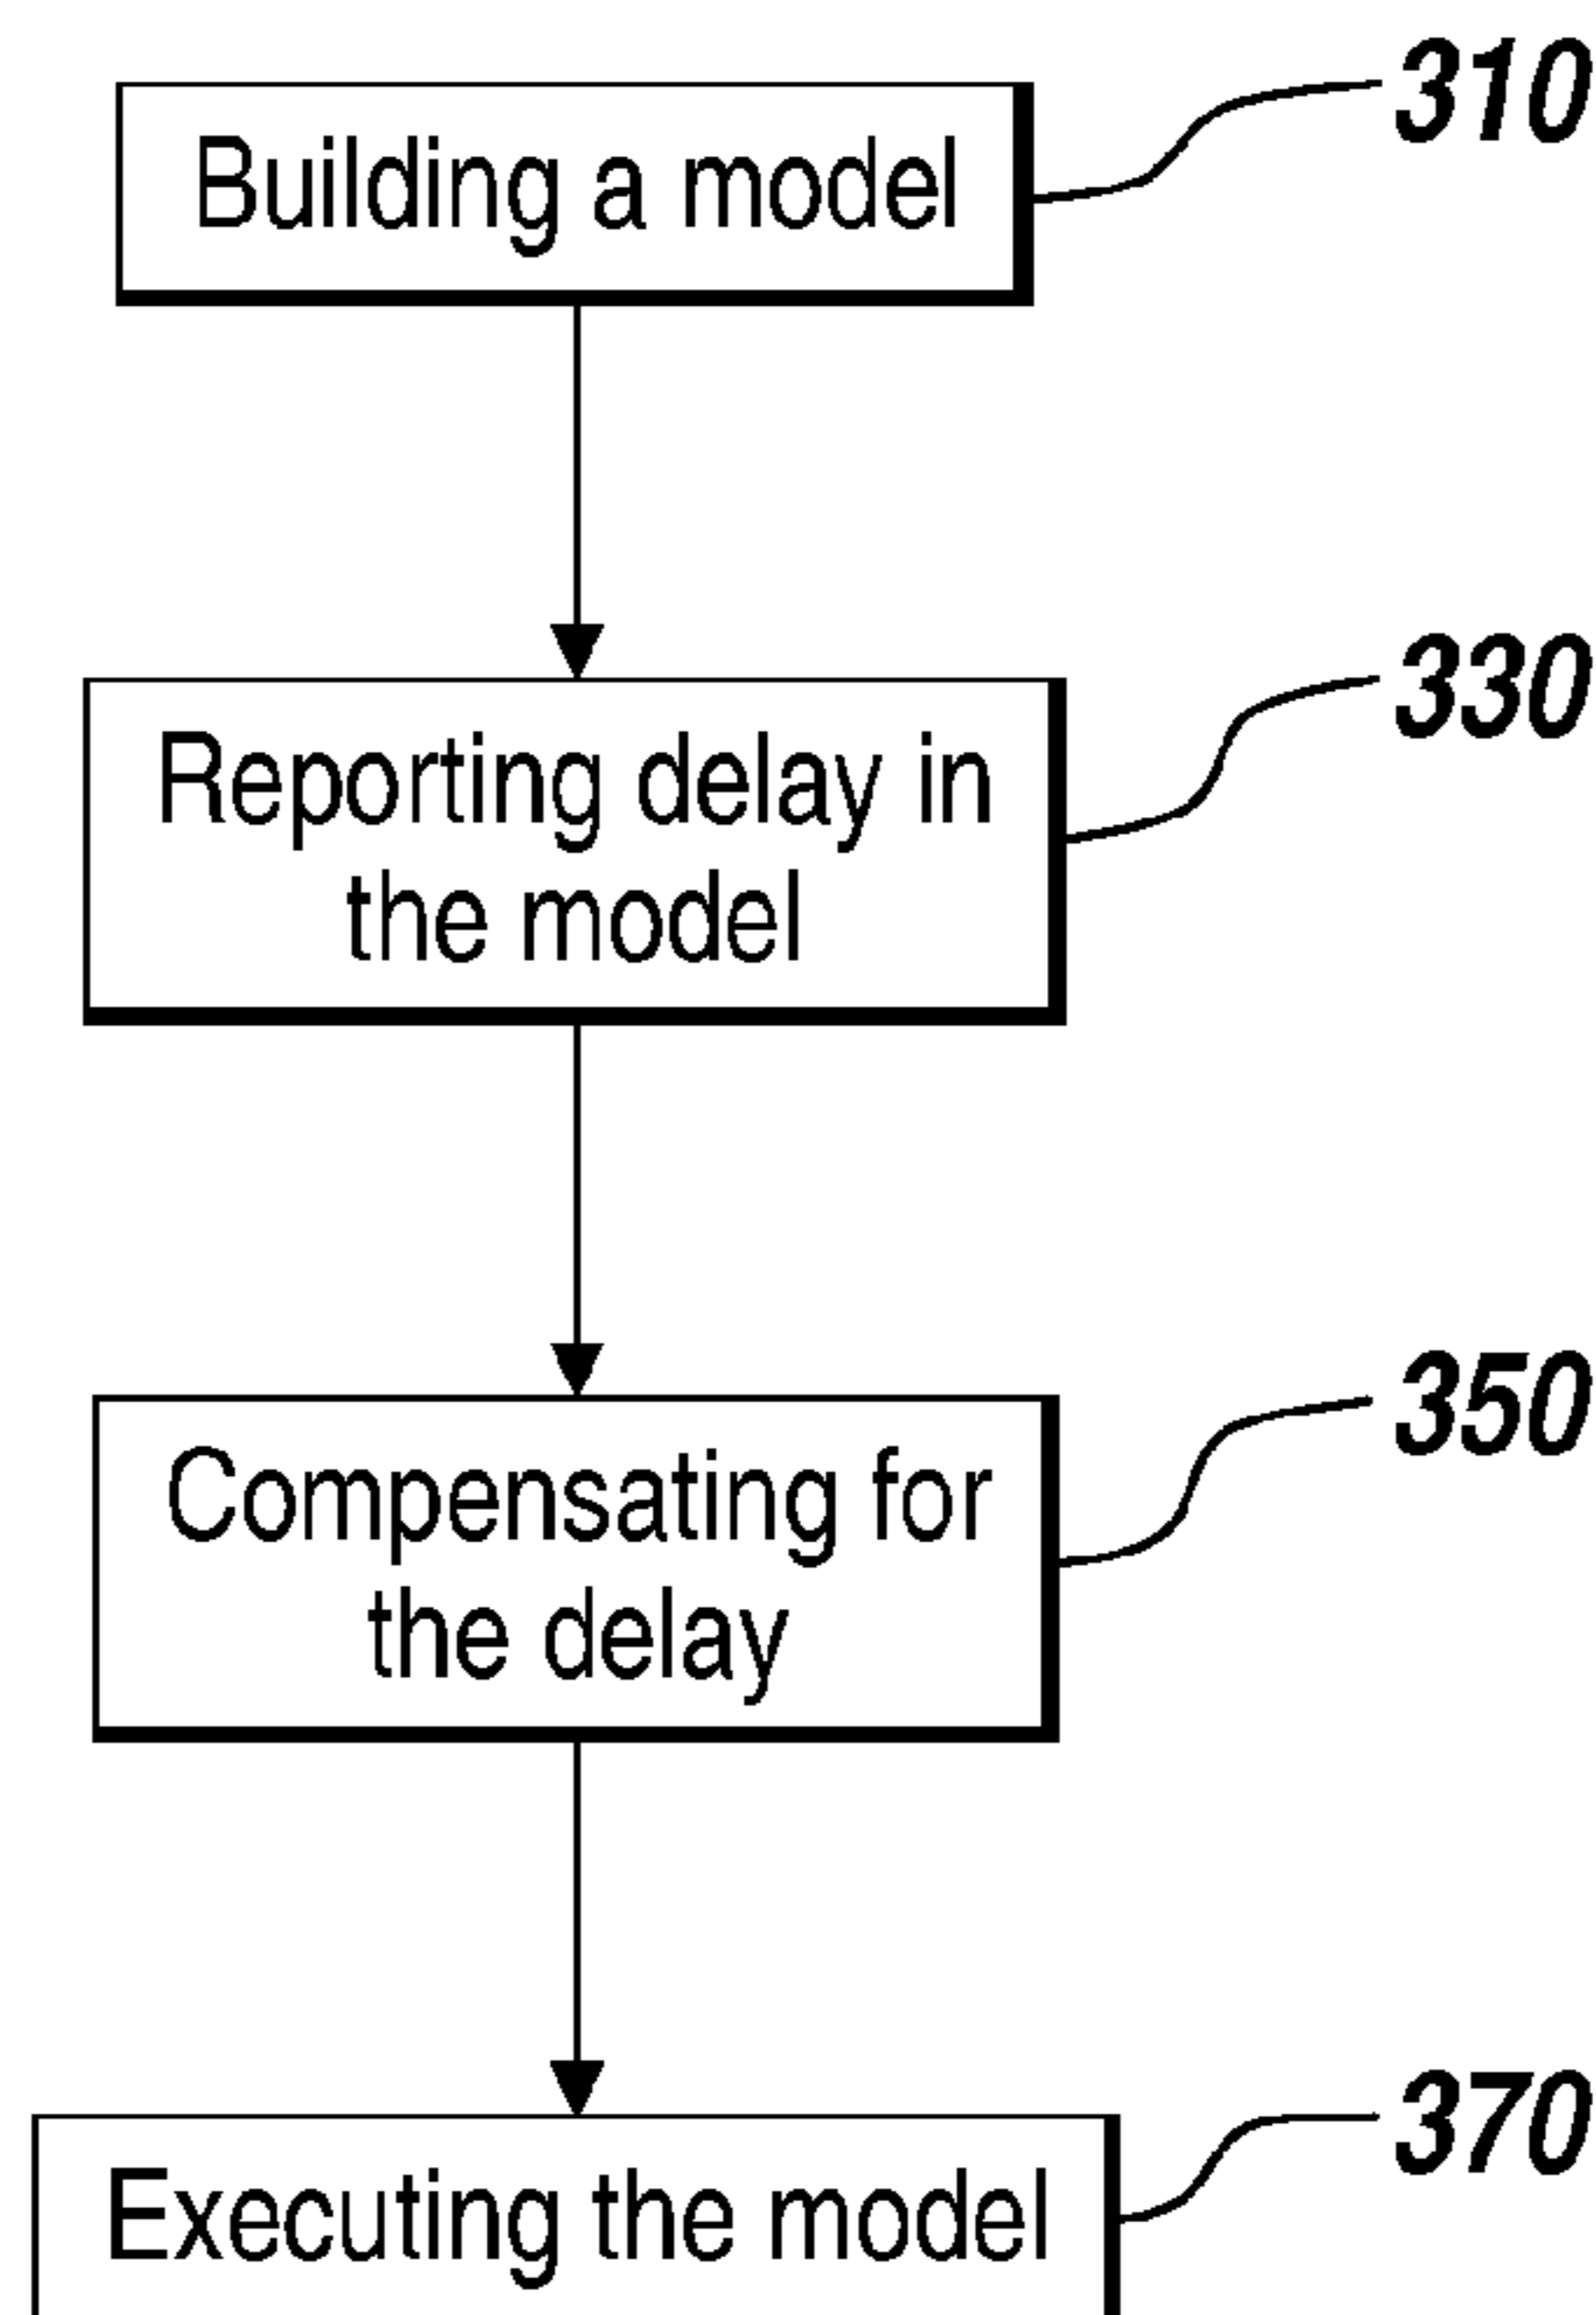 310
Building a model
330
Reporting delay in
the model
350
Compensating for
the delay
370
Executing the model